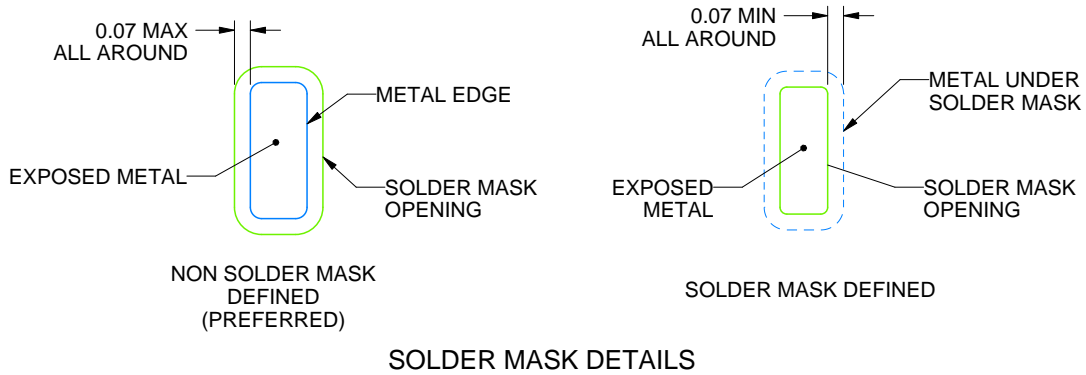 0.07 MAX
ALL AROUND
METAL EDGE
EXPOSED METAL
SOLDER MASK
OPENING
NON SOLDER MASK
DEFINED
(PREFERRED)
0.07 MIN
ALL AROUND
METAL UNDER
SOLDER MASK
EXPOSED
METAL
SOLDER MASK
OPENING
SOLDER MASK DEFINED
SOLDER MASK DETAILS